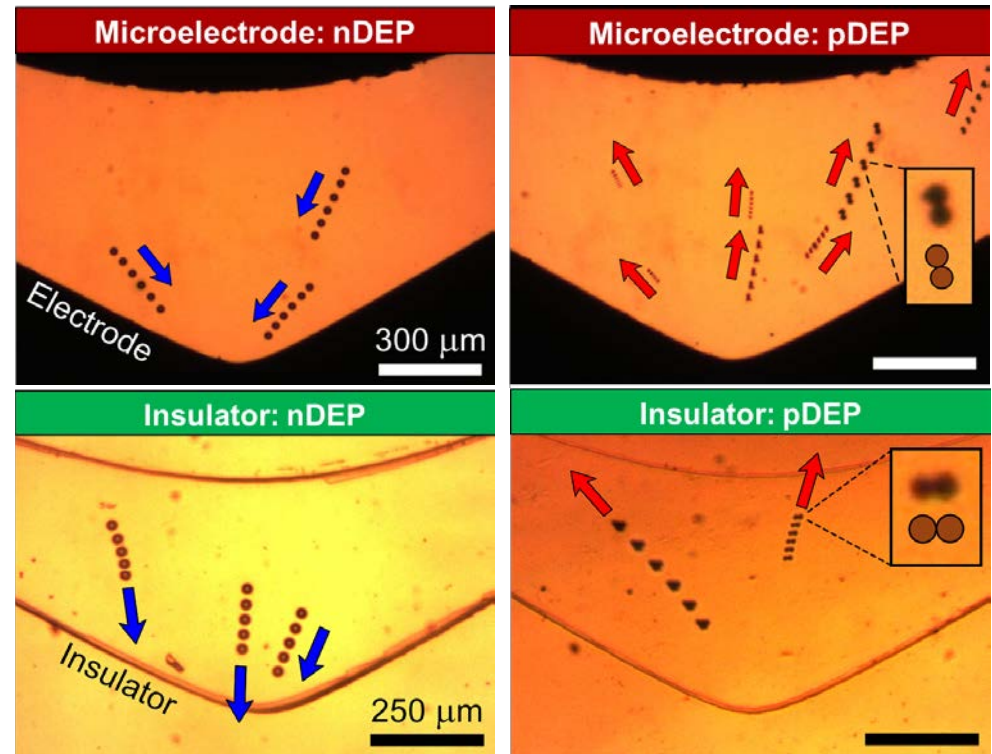 Microelectrode: nDEP
Microelectrode: pDEP
Electrode
300 μm
Insulator: nDEP
Insulator: pDEP
Insulator
250 μm